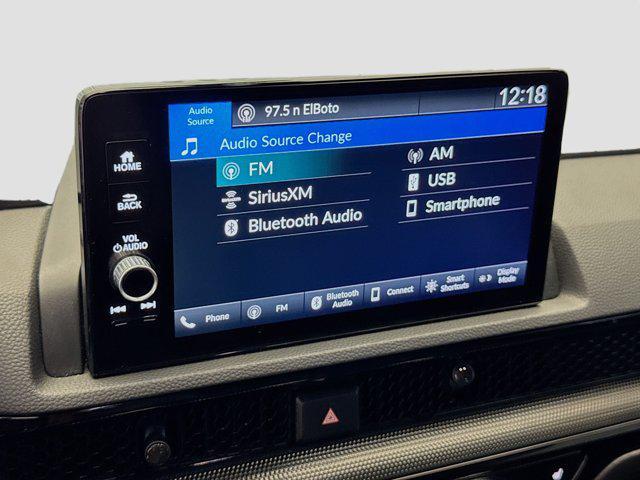 Audio
Source
97.5 n ElBoto
12:18
Audio Source Change
HOME
BACK
VOL
AUDIO
FM
SiriusXM
Bluetooth Audio
AM
USB
Smartphone
Phone
FM
Bluetooth
Audio
Connect
Smart
Shortcuts
Display
Mode